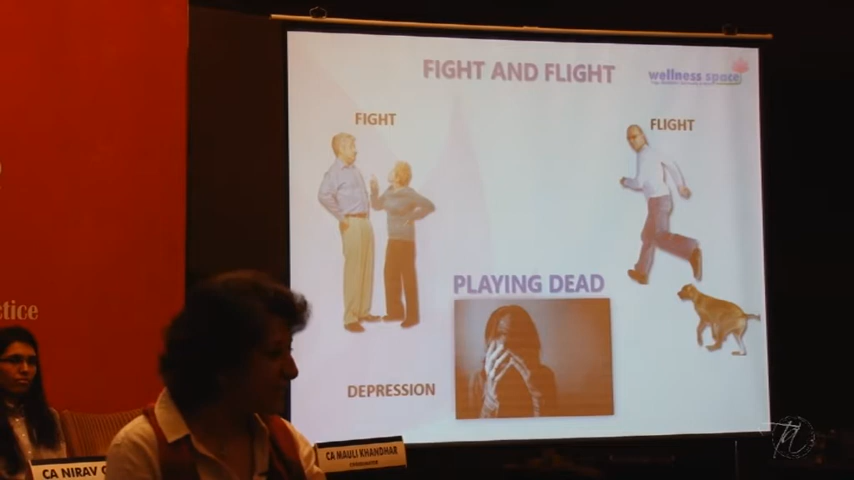 FIGHT AND FLIGHT
wellness space
FIGHT
FLIGHT
PLAYING DEAD
DEPRESSION
ctice
CA NIRAV
CA MAULI KHANDHAR